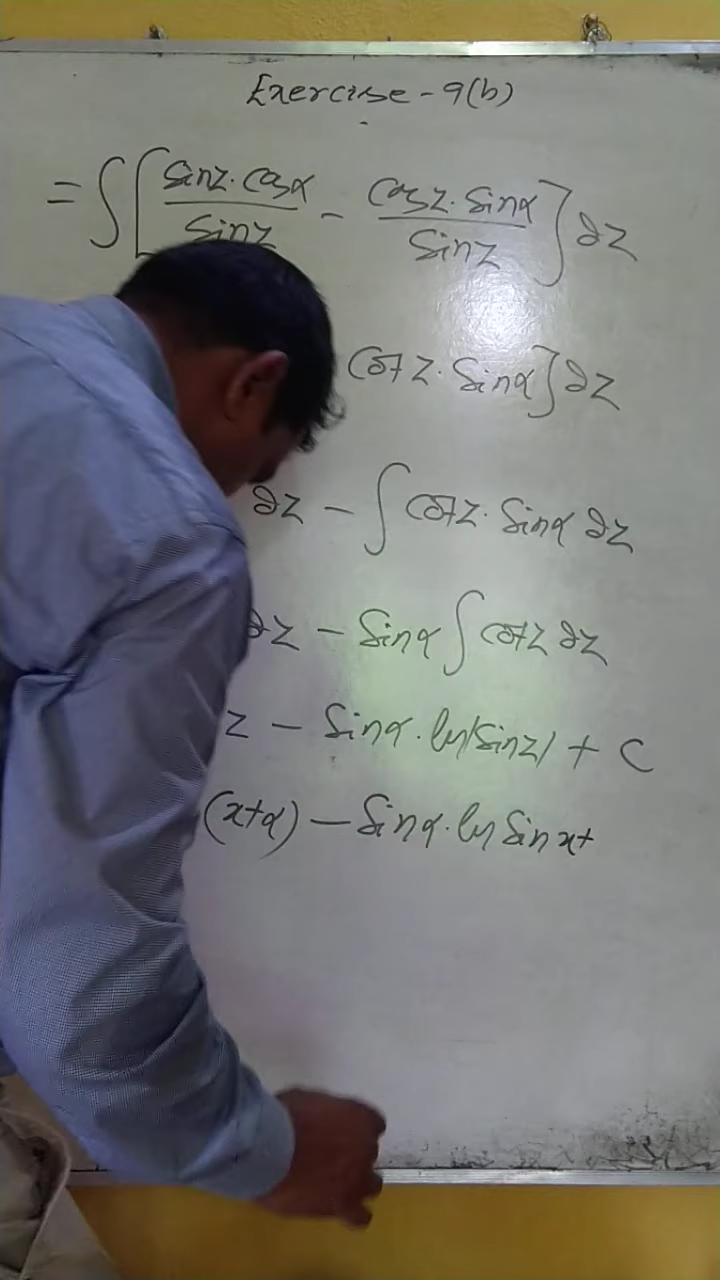 Exercise - 9(b)
= ∫[ sinz.cosα/sinz - cosz.sinα/sinz ]∂z
cotz.sinα]∂z
∂z - ∫cotz.sinα ∂z
∂z - sinα∫cotz ∂z
z - sinα.ln|sinz| + c
(x+α) - sinα.ln sinx+